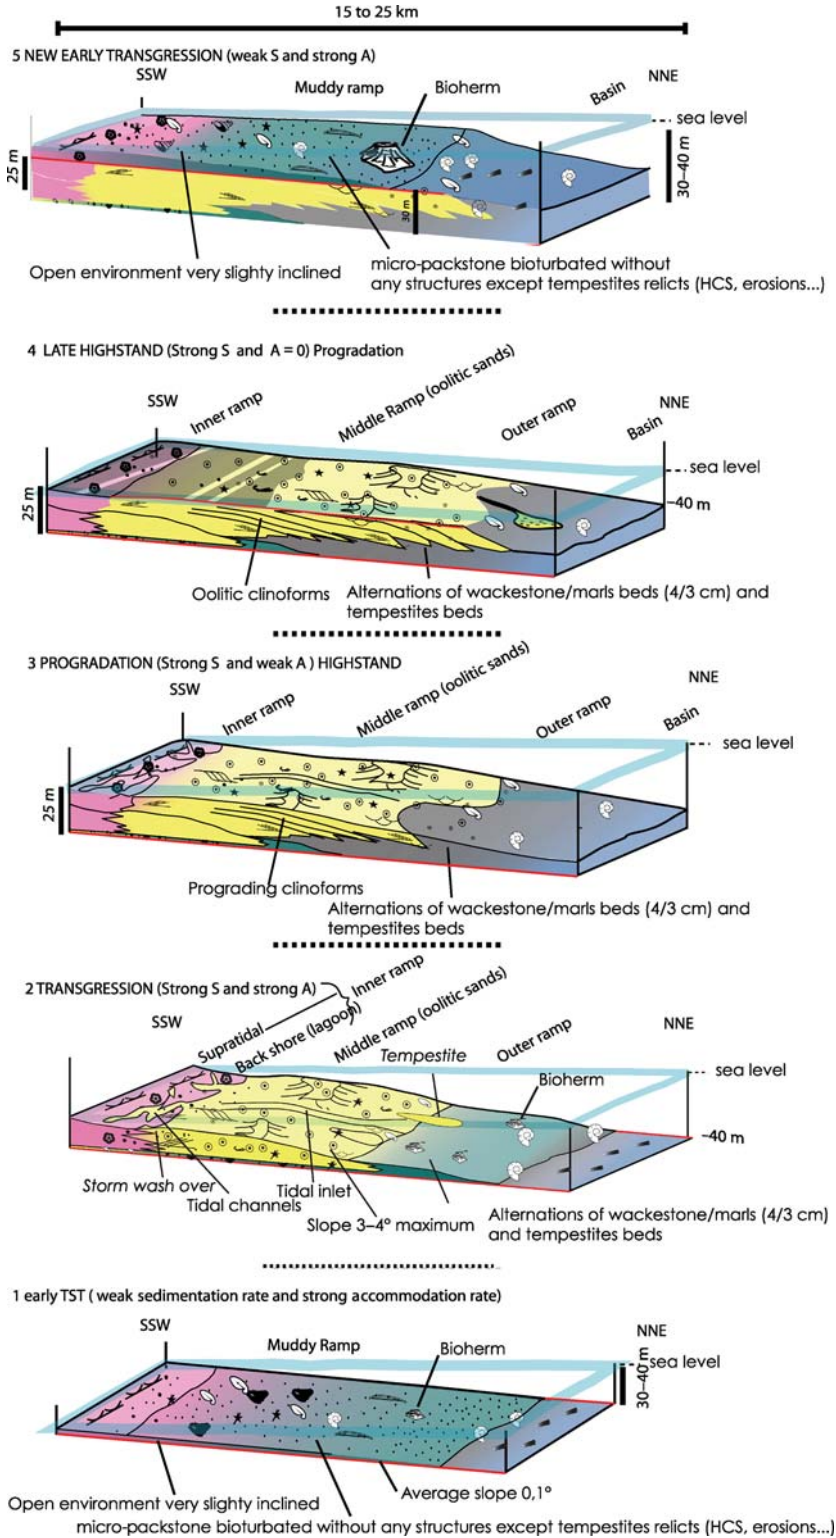 15 to 25 km
5 NEW EARLY TRANSGRESSION (weak S and strong A)
SSW
Muddy ramp
Bioherm
Basin
NNE
sea level
25 m
30 m
30–40 m
Open environment very slighty inclined
micro-packstone bioturbated without
any structures except tempestites relicts (HCS, erosions...)
4 LATE HIGHSTAND (Strong S and A = 0) Progradation
SSW
Inner ramp
Middle Ramp (oolitic sands)
Outer ramp
Basin
NNE
sea level
25 m
–40 m
Oolitic clinoforms
Alternations of wackestone/marls beds (4/3 cm) and
tempestites beds
3 PROGRADATION (Strong S and weak A ) HIGHSTAND
SSW
Inner ramp
Middle ramp (oolitic sands)
Outer ramp
Basin
NNE
sea level
25 m
Prograding clinoforms
Alternations of wackestone/marls beds (4/3 cm) and
tempestites beds
2 TRANSGRESSION (Strong S and strong A)
Inner ramp
SSW
Supratidal
Back shore (lagoon)
Middle ramp (oolitic sands)
Tempestite
Outer ramp
NNE
Bioherm
sea level
–40 m
Storm wash over
Tidal channels
Tidal inlet
Slope 3–4° maximum
Alternations of wackestone/marls (4/3 cm)
and tempestites beds
1 early TST ( weak sedimentation rate and strong accommodation rate)
SSW
Muddy Ramp
Bioherm
NNE
sea level
30–40 m
Average slope 0,1°
Open environment very slighty inclined
micro-packstone bioturbated without any structures except tempestites relicts (HCS, erosions...)